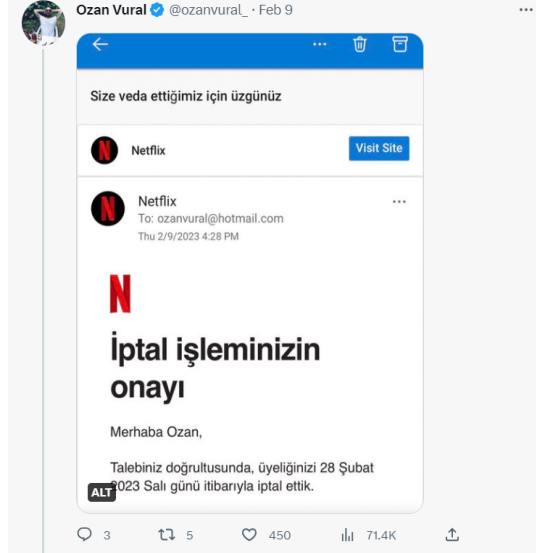 Ozan Vural @ozanvural_ · Feb 9
Size veda ettiğimiz için üzgünüz
N Netflix Visit Site
N Netflix
To: ozanvural@hotmail.com
Thu 2/9/2023 4:28 PM
N
İptal işleminizin
onayı
Merhaba Ozan,
Talebiniz doğrultusunda, üyeliğinizi 28 Şubat
2023 Salı günü itibarıyla iptal ettik.
ALT
3 5 450 71.4K